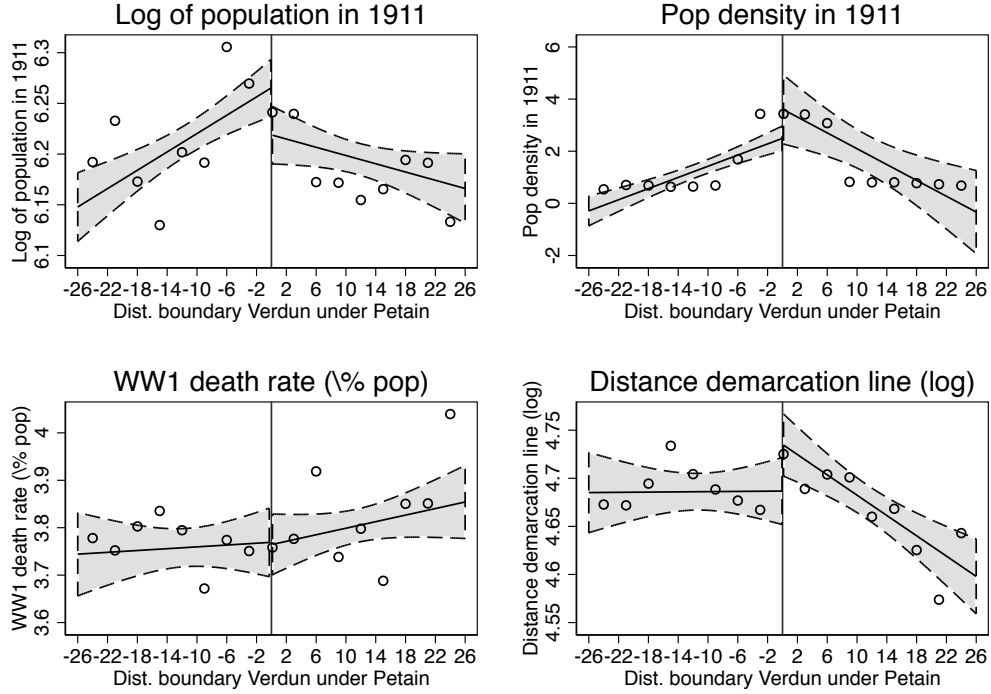 Log of population in 1911
Log of population in 1911
6.3
6.25
6.2
6.15
6.1
-26 -22 -18 -14 -10 -6 -2 2 6 10 14 18 22 26
Dist. boundary Verdun under Petain
Pop density in 1911
Pop density in 1911
6
4
2
0
-2
-26 -22 -18 -14 -10 -6 -2 2 6 10 14 18 22 26
Dist. boundary Verdun under Petain
WW1 death rate (\% pop)
WW1 death rate (\% pop)
4
3.9
3.8
3.7
3.6
-26 -22 -18 -14 -10 -6 -2 2 6 10 14 18 22 26
Dist. boundary Verdun under Petain
Distance demarcation line (log)
Distance demarcation line (log)
4.75
4.7
4.65
4.6
4.55
-26 -22 -18 -14 -10 -6 -2 2 6 10 14 18 22 26
Dist. boundary Verdun under Petain